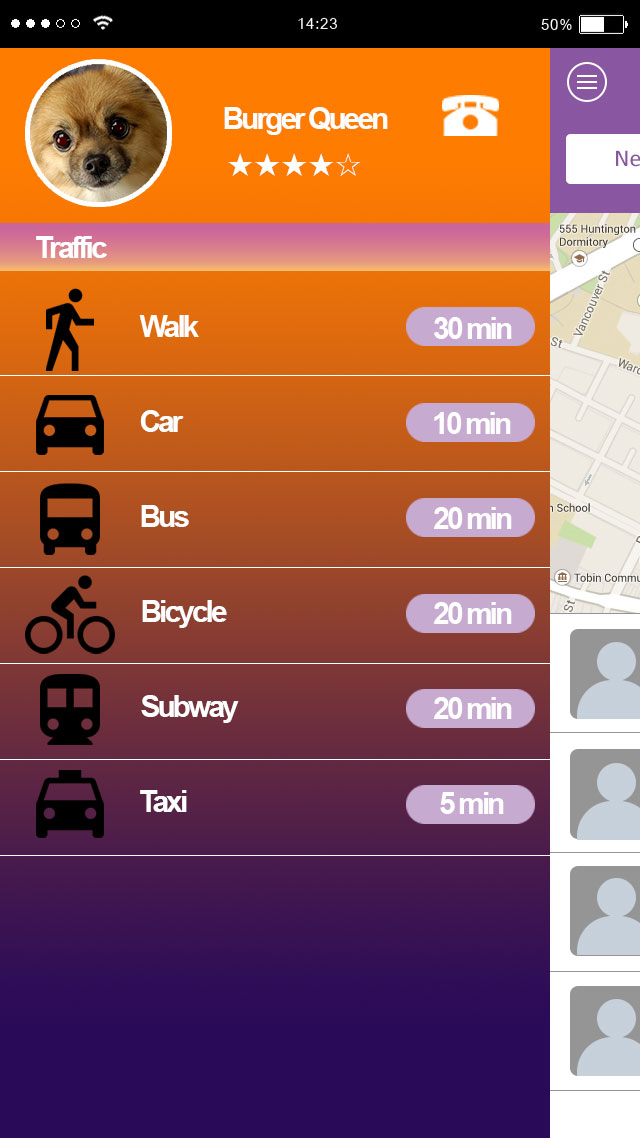 14:23
50%
Burger Queen
Traffic
Walk
30 min
Car
10 min
Bus
20 min
Bicycle
20 min
Subway
20 min
Taxi
5 min
Ne
555 Huntington
Dormitory
Vancouver St
St
Ward
n School
Tobin Commu
St